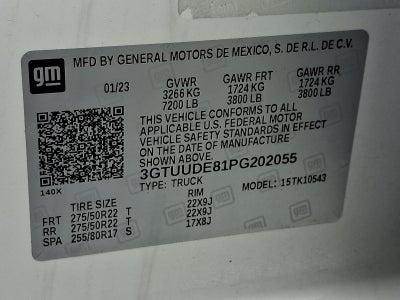 gm
MFD BY GENERAL MOTORS DE MEXICO, S. DE R.L. DE C.V.
01/23 GVWR GAWR FRT GAWR RR
3266 KG 1724 KG 1724 KG
7200 LB 3800 LB 3800 LB
THIS VEHICLE CONFORMS TO ALL
APPLICABLE U.S. FEDERAL MOTOR
VEHICLE SAFETY STANDARDS IN EFFECT
ON THE DATE OF MANUFACTURE
SHOWN ABOVE.
3GTUUDE81PG202055
140X TYPE: TRUCK MODEL: 15TK10543
TIRE SIZE RIM
FRT 275/50R22 T 22X9J
RR 275/50R22 T 22X9J
SPA 255/80R17 S 17X8J